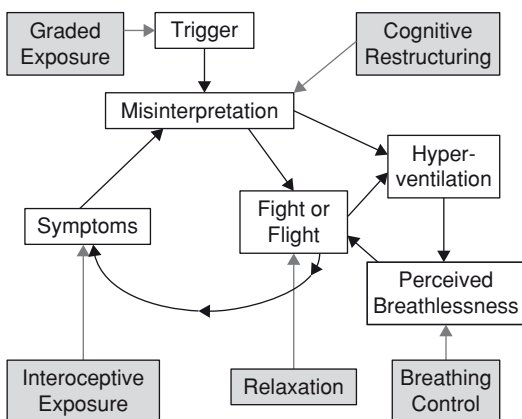 Graded
Exposure
Trigger
Cognitive
Restructuring
Misinterpretation
Hyper-
ventilation
Symptoms
Fight or
Flight
Perceived
Breathlessness
Interoceptive
Exposure
Relaxation
Breathing
Control